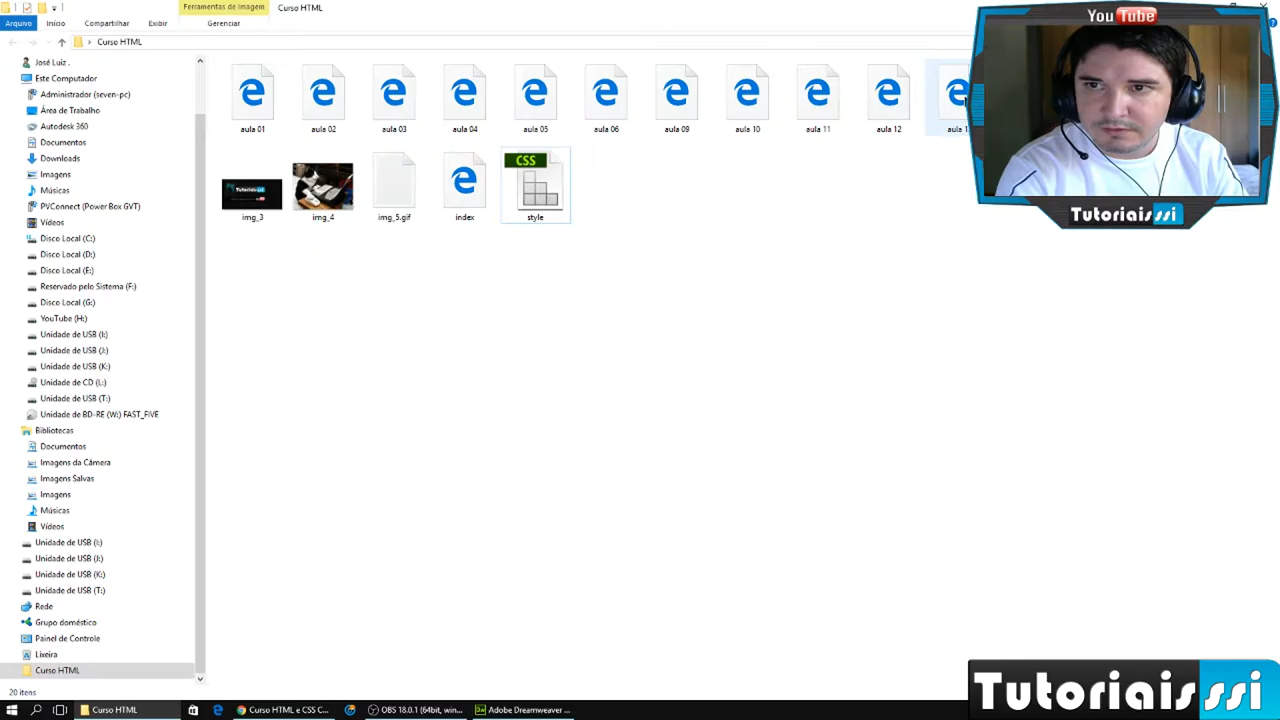 Ferramentas de Imagem
Curso HTML
Arquivo
Início
Compartilhar
Exibir
Gerenciar
Curso HTML
José Luiz .
Este Computador
Administrador (seven-pc)
Área de Trabalho
Autodesk 360
Documentos
Downloads
Imagens
Músicas
PVConnect (Power Box GVT)
Vídeos
Disco Local (C:)
Disco Local (D:)
Disco Local (E:)
Reservado pelo Sistema (F:)
Disco Local (G:)
YouTube (H:)
Unidade de USB (I:)
Unidade de USB (J:)
Unidade de USB (K:)
Unidade de CD (L:)
Unidade de USB (T:)
Unidade de BD-RE (W:) FAST_FIVE
Bibliotecas
Documentos
Imagens da Câmera
Imagens Salvas
Imagens
Músicas
Vídeos
Unidade de USB (I:)
Unidade de USB (J:)
Unidade de USB (K:)
Unidade de USB (T:)
Rede
Grupo doméstico
Painel de Controle
Lixeira
Curso HTML
20 itens
aula 01
aula 02
aula 03
aula 04
aula 05
aula 06
aula 09
aula 10
aula 11
aula 12
aula
Tutoriaisssi
CSS
img_3
img_4
img_5.gif
index
style
You Tube
Tutoriaisssi
Tutoriaisssi
Curso HTML
Curso HTML e CSS C...
OBS 18.0.1 (64bit, win...
Dw
Adobe Dreamweaver ...